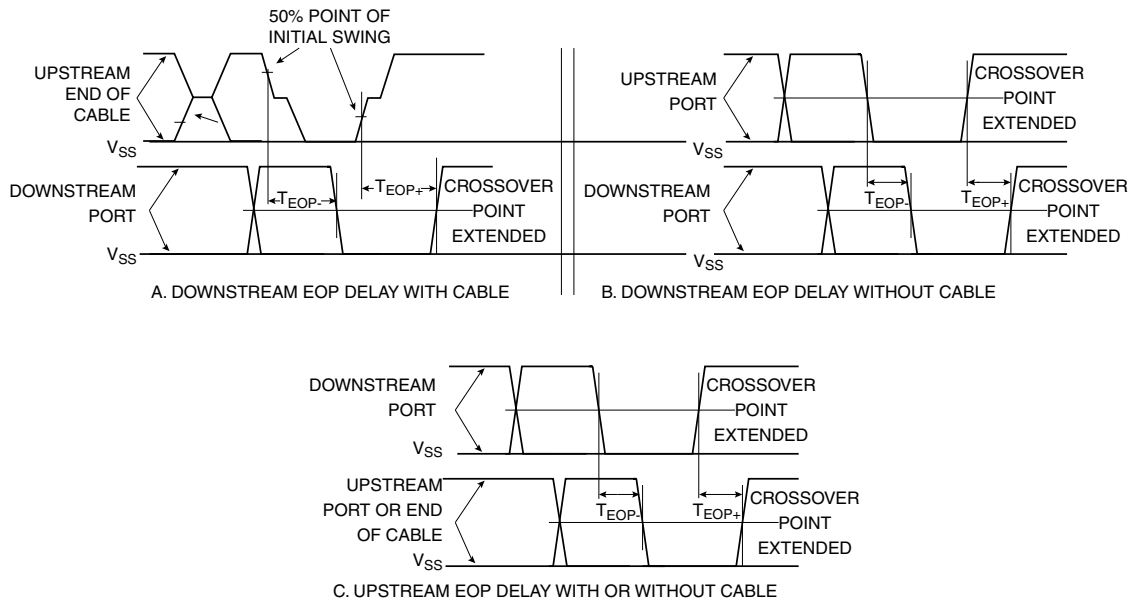 50% POINT OF
INITIAL SWING
UPSTREAM
END OF
CABLE
VSS
DOWNSTREAM
PORT
VSS
TEOP-
TEOP+
CROSSOVER
POINT
EXTENDED
A. DOWNSTREAM EOP DELAY WITH CABLE
UPSTREAM
PORT
VSS
CROSSOVER
POINT
EXTENDED
DOWNSTREAM
PORT
VSS
TEOP-
TEOP+
CROSSOVER
POINT
EXTENDED
B. DOWNSTREAM EOP DELAY WITHOUT CABLE
DOWNSTREAM
PORT
VSS
CROSSOVER
POINT
EXTENDED
UPSTREAM
PORT OR END
OF CABLE
VSS
TEOP-
TEOP+
CROSSOVER
POINT
EXTENDED
C. UPSTREAM EOP DELAY WITH OR WITHOUT CABLE